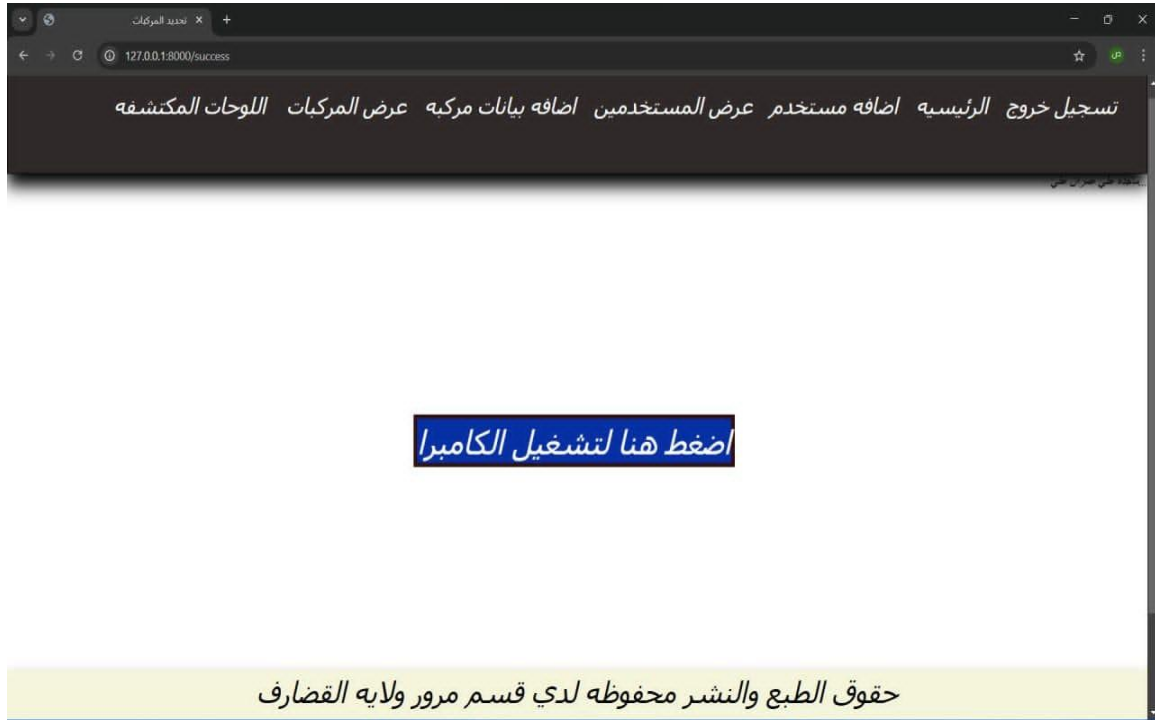 تحديد المركبات
127.0.0.1:8000/success
تسجيل خروج الرئيسيه اضافه مستخدم عرض المستخدمين اضافه بيانات مركبه عرض المركبات اللوحات المكتشفه
اضغط هنا لتشغيل الكامبرا
حقوق الطبع والنشر محفوظه لدي قسم مرور ولايه القضارف